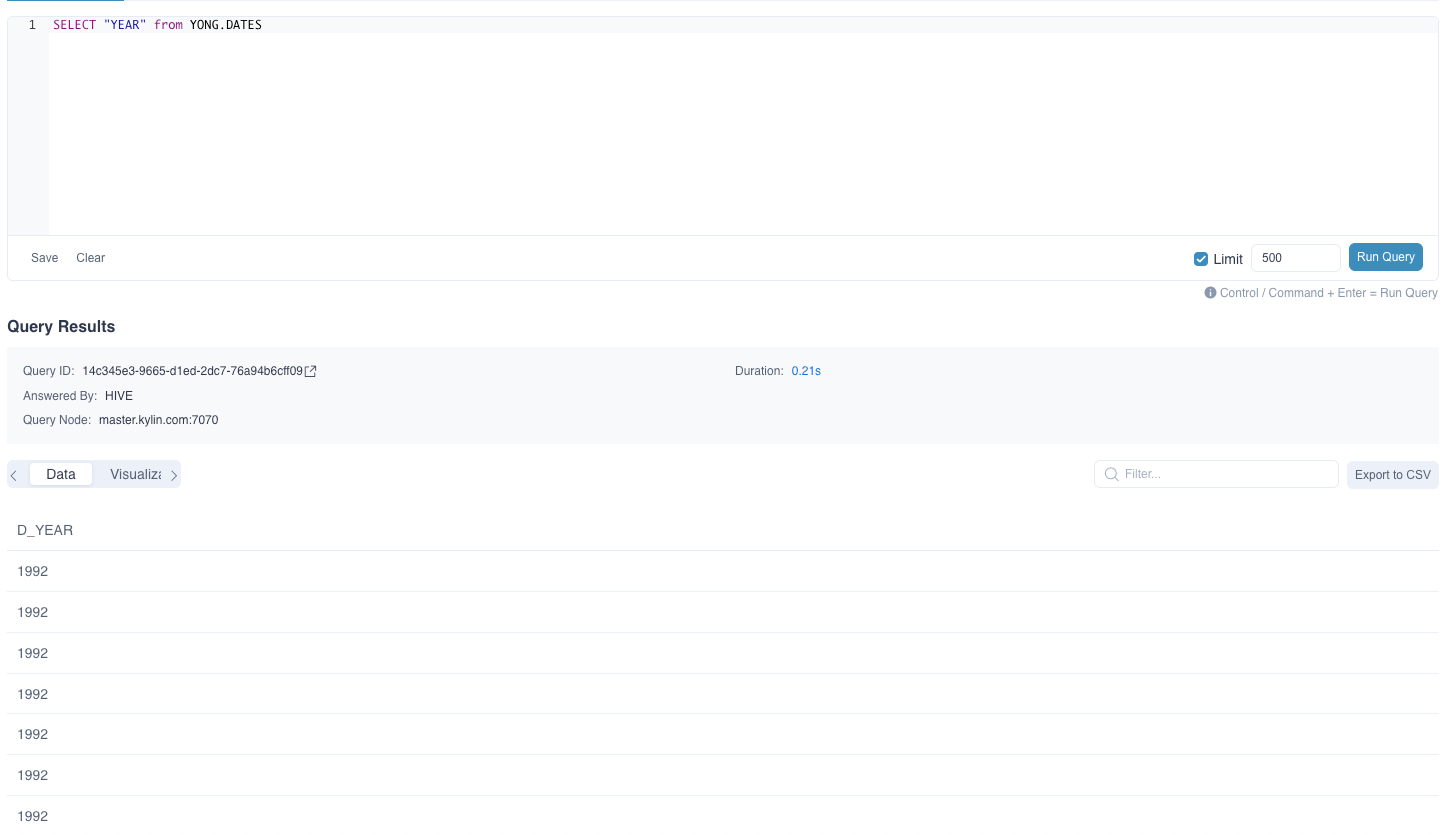 1 SELECT "YEAR" from YONG.DATES
Save Clear Limit 500 Run Query
Control / Command + Enter = Run Query
Query Results
Query ID: 14c345e3-9665-d1ed-2dc7-76a94b6cff09 Duration: 0.21s
Answered By: HIVE
Query Node: master.kylin.com:7070
Data Visualiza Filter... Export to CSV
D_YEAR
1992
1992
1992
1992
1992
1992
1992